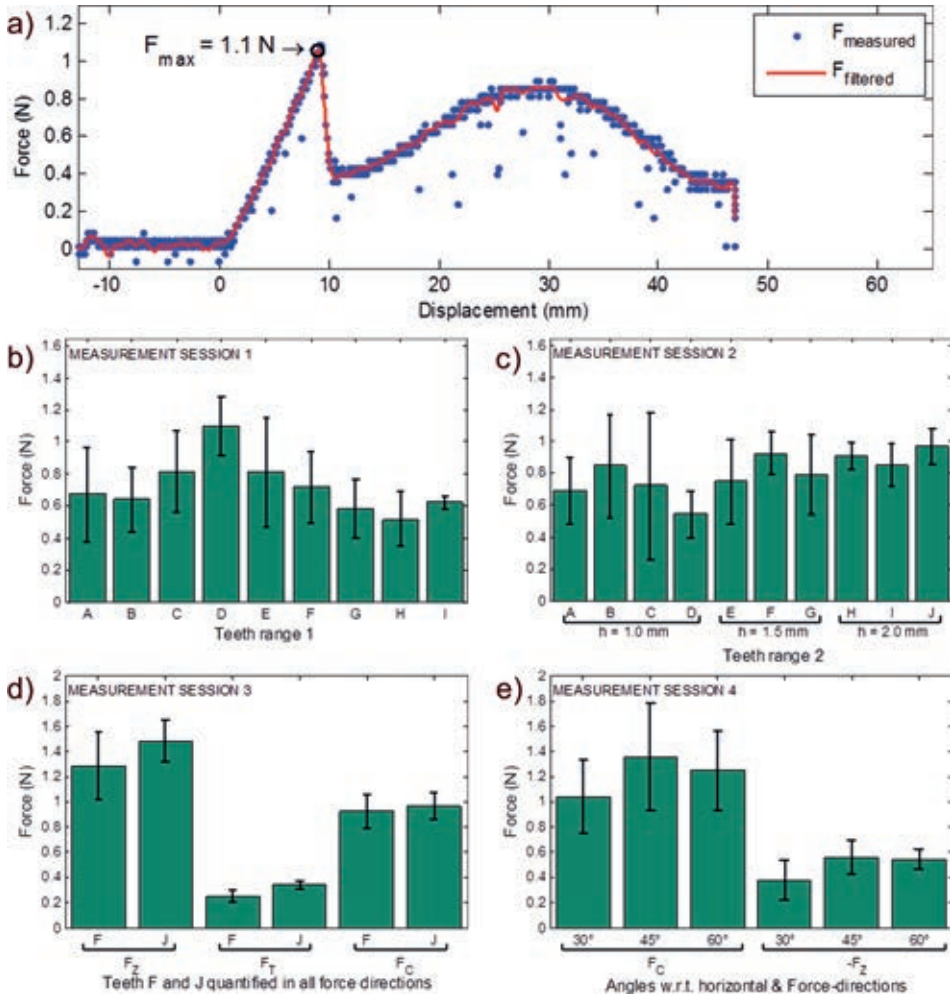 a)
1.2
1
0.8
0.6
0.4
0.2
0
Force (N)
F_max = 1.1 N →
F_measured
F_filtered
-10 0 10 20 30 40 50 60
Displacement (mm)
b)
MEASUREMENT SESSION 1
1.6
1.4
1.2
1
0.8
0.6
0.4
0.2
0
Force (N)
A B C D E F G H I
Teeth range 1
c)
MEASUREMENT SESSION 2
1.6
1.4
1.2
1
0.8
0.6
0.4
0.2
0
Force (N)
A B C D E F G H I J
h = 1.0 mm h = 1.5 mm h = 2.0 mm
Teeth range 2
d)
MEASUREMENT SESSION 3
2
1.8
1.6
1.4
1.2
1
0.8
0.6
0.4
0.2
0
Force (N)
F J F J F J
F_Z F_T F_C
Teeth F and J quantified in all force directions
e)
MEASUREMENT SESSION 4
2
1.8
1.6
1.4
1.2
1
0.8
0.6
0.4
0.2
0
Force (N)
30° 45° 60° 30° 45° 60°
F_C -F_Z
Angles w.r.t. horizontal & Force-directions